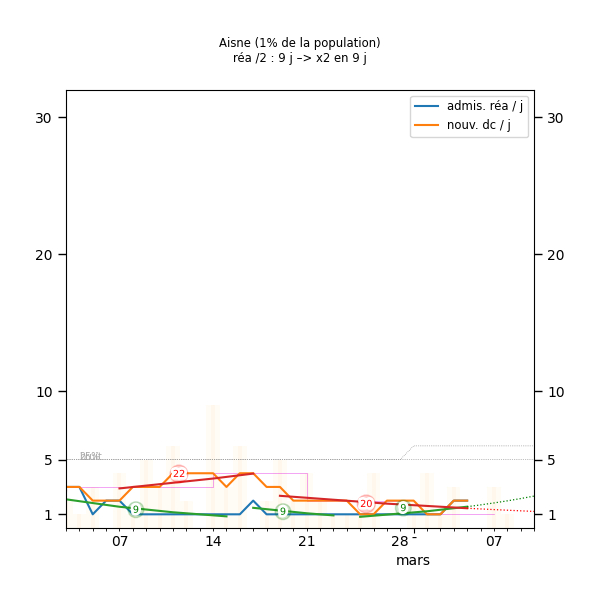 Aisne (1% de la population)
réa /2 : 9 j –> x2 en 9 j
admis. réa / j
nouv. dc / j
30 30
20 20
10 10
5 5
1 1
22
9
9
20
9
07 14 21 28 07
mars